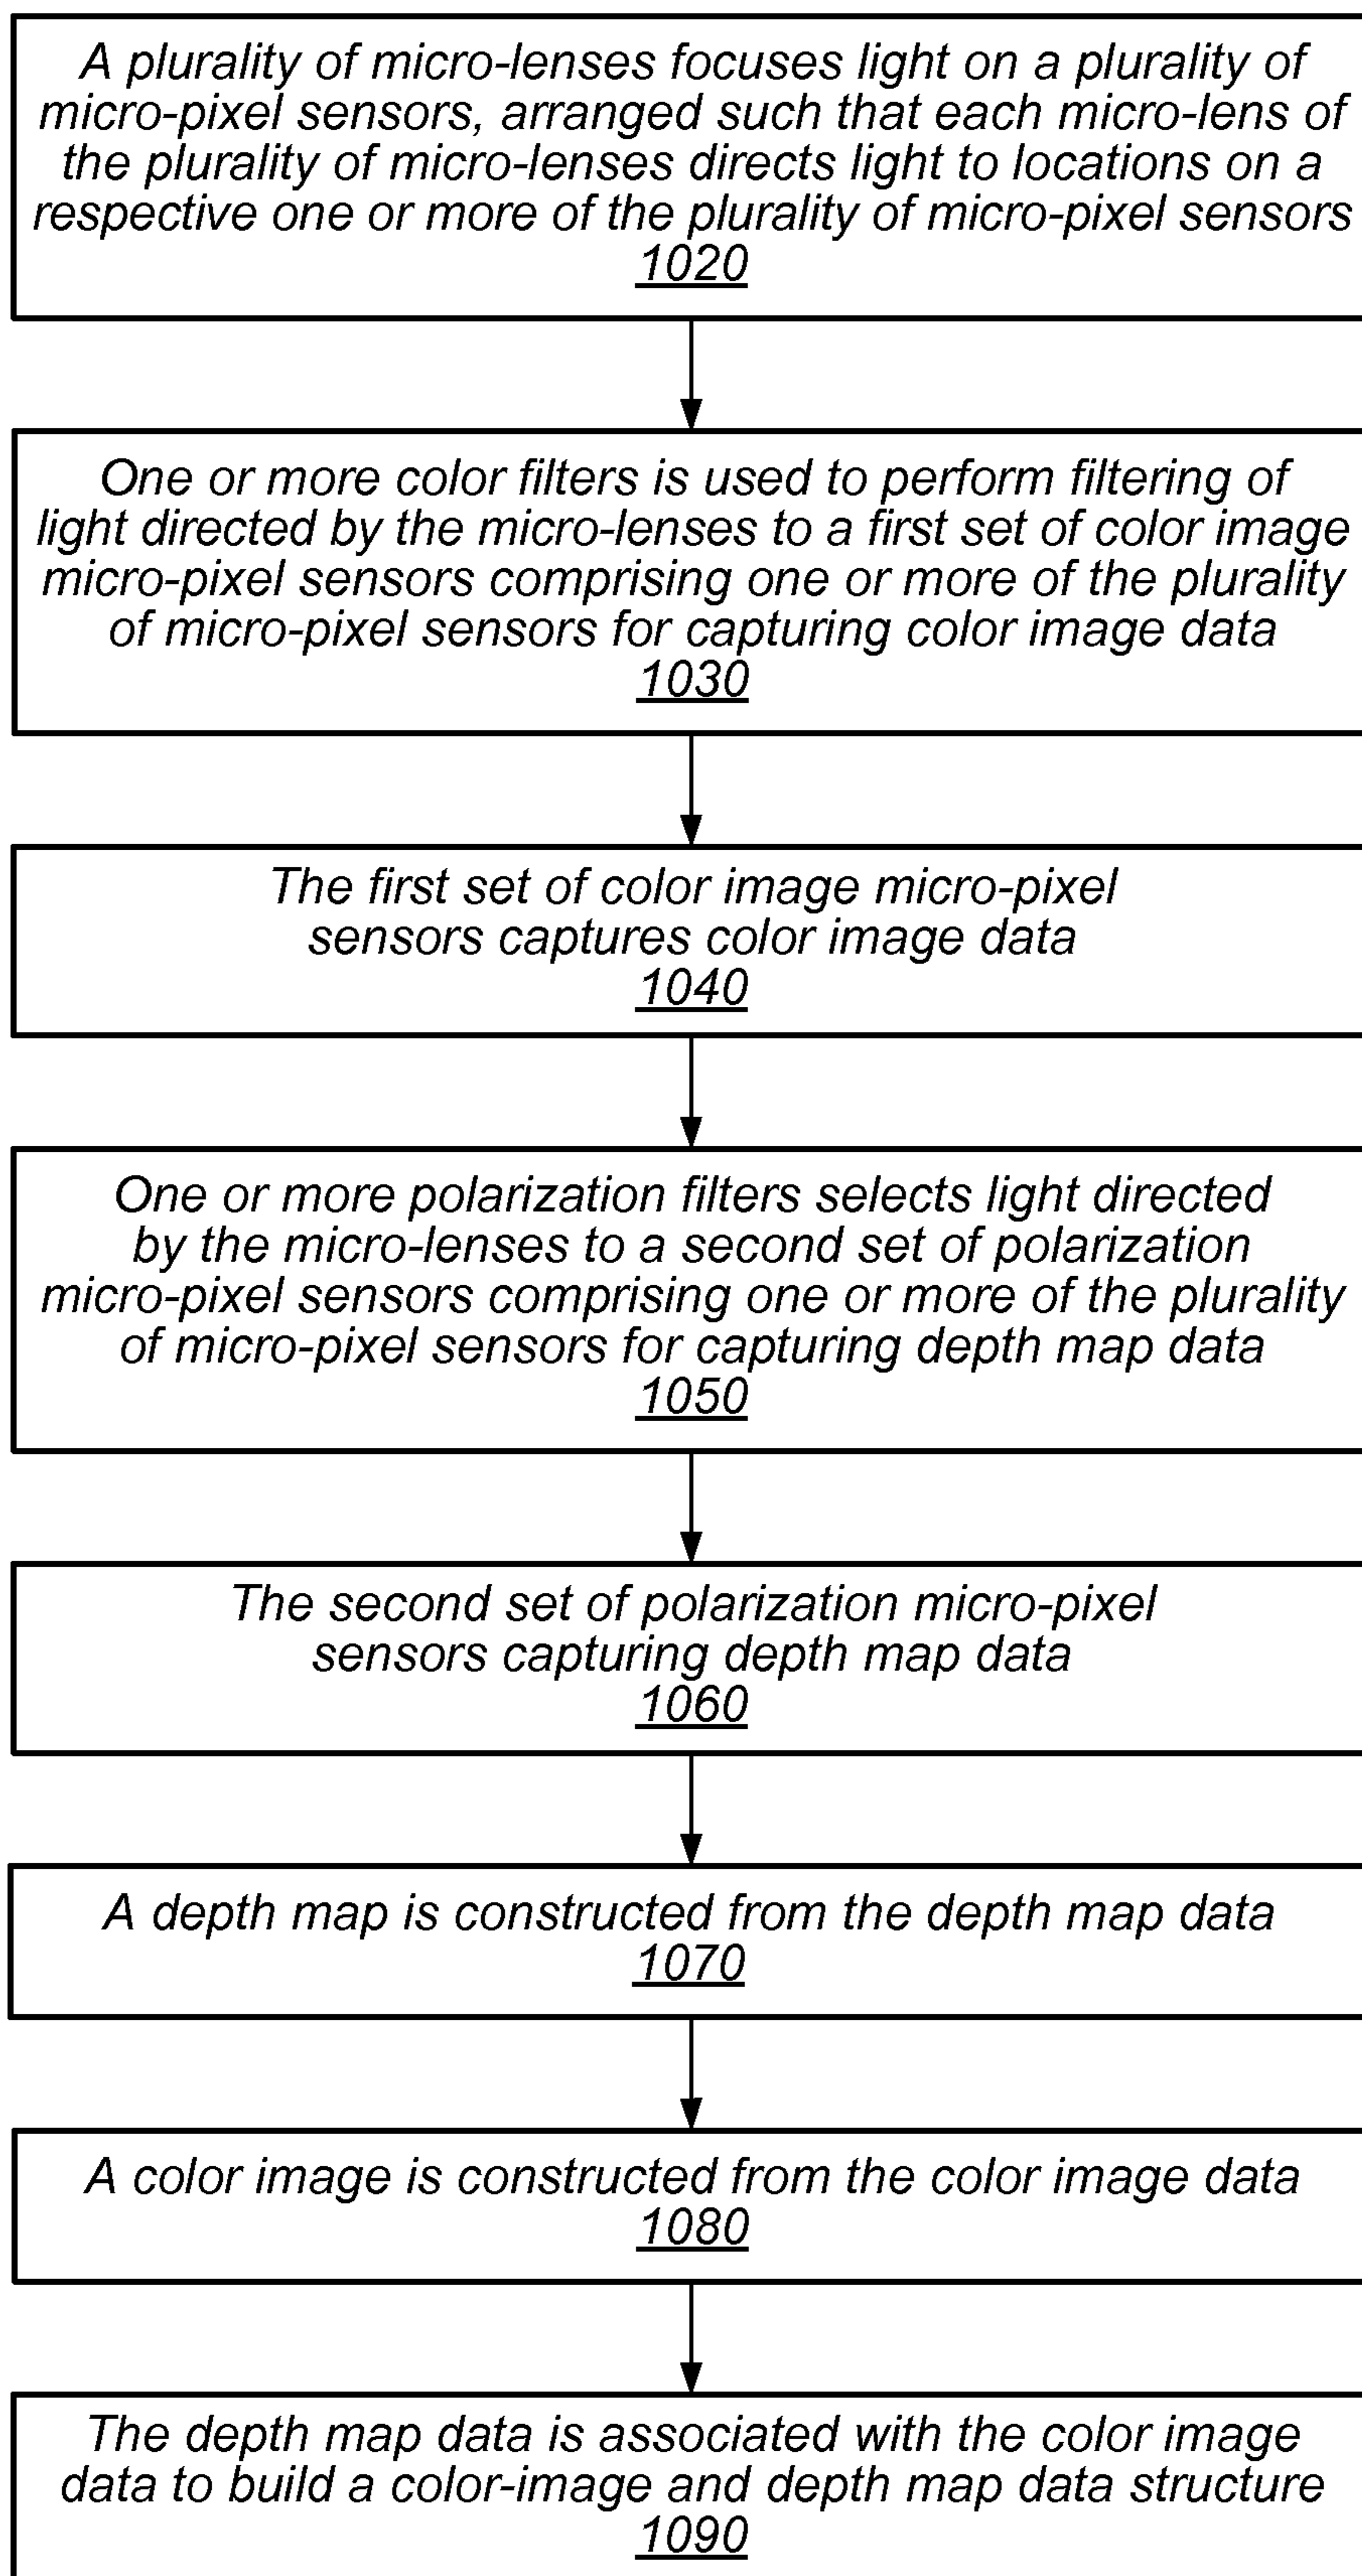 A plurality of micro-lenses focuses light on a plurality of
micro-pixel sensors, arranged such that each micro-lens of
the plurality of micro-lenses directs light to locations on a
respective one or more of the plurality of micro-pixel sensors
1020
One or more color filters is used to perform filtering of
light directed by the micro-lenses to a first set of color image
micro-pixel sensors comprising one or more of the plurality
of micro-pixel sensors for capturing color image data
1030
The first set of color image micro-pixel
sensors captures color image data
1040
One or more polarization filters selects light directed
by the micro-lenses to a second set of polarization
micro-pixel sensors comprising one or more of the plurality
of micro-pixel sensors for capturing depth map data
1050
The second set of polarization micro-pixel
sensors capturing depth map data
1060
A depth map is constructed from the depth map data
1070
A color image is constructed from the color image data
1080
The depth map data is associated with the color image
data to build a color-image and depth map data structure
1090